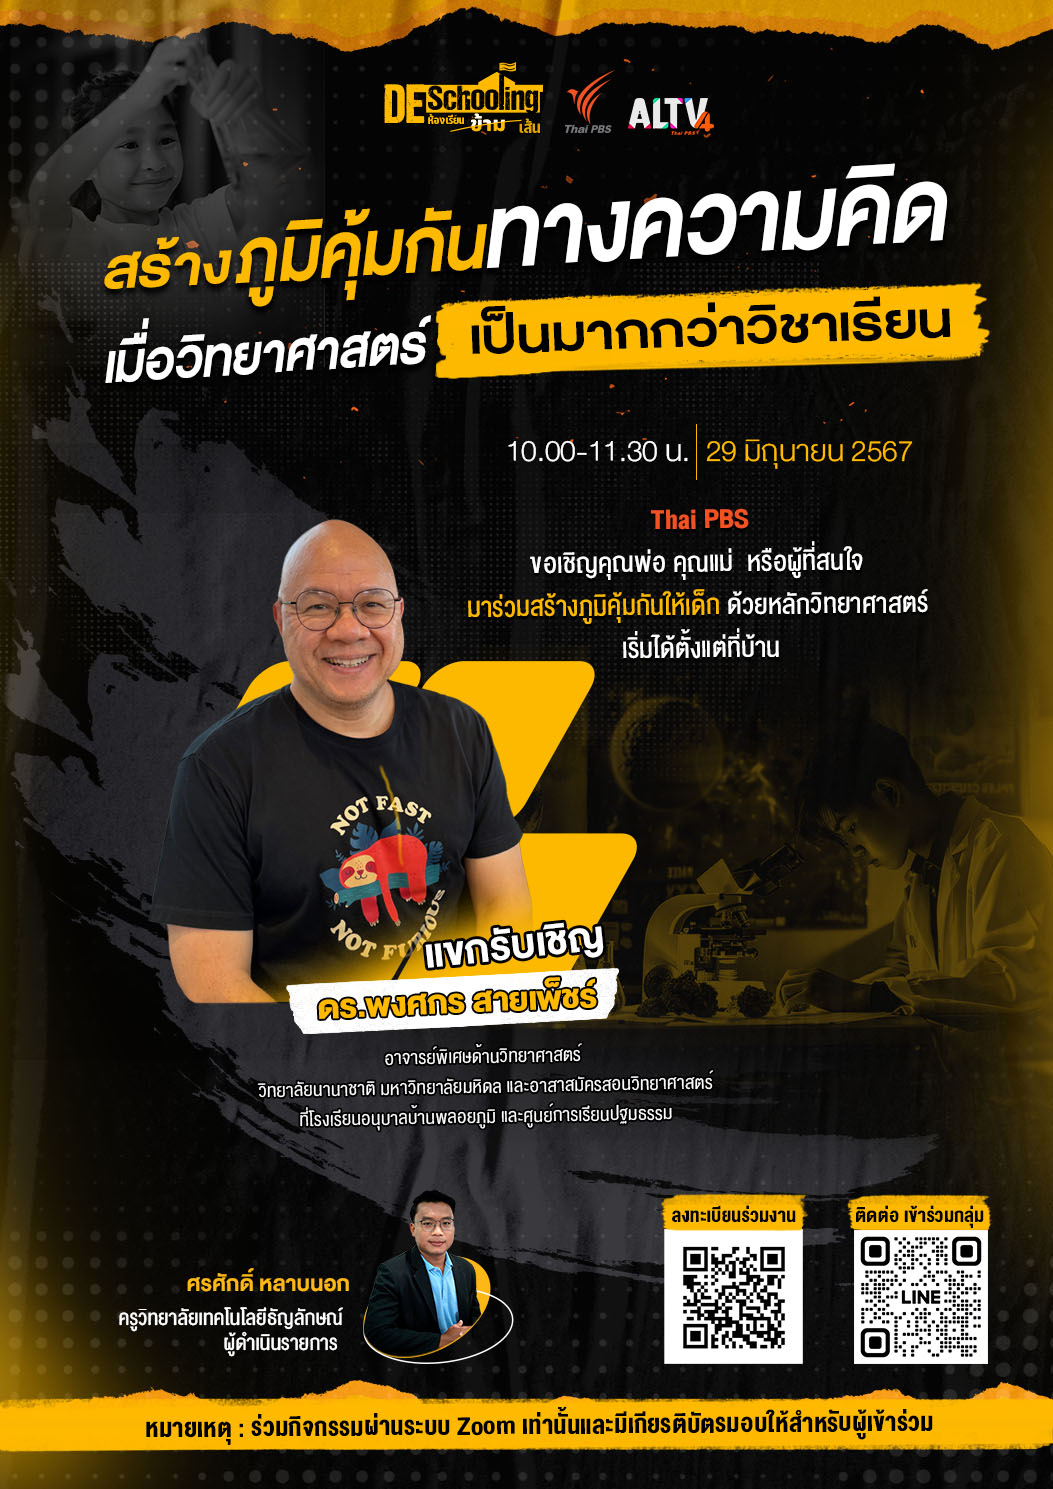 DESchooling
ห้องเรียน ข้าม เส้น
Thai PBS
ALTV4
Thai PBS
สร้างภูมิคุ้มกันทางความคิด
เมื่อวิทยาศาสตร์ เป็นมากกว่าวิชาเรียน
10.00-11.30 น. | 29 มิถุนายน 2567
Thai PBS
ขอเชิญคุณพ่อ คุณแม่ หรือผู้ที่สนใจ
มาร่วมสร้างภูมิคุ้มกันให้เด็ก ด้วยหลักวิทยาศาสตร์
เริ่มได้ตั้งแต่ที่บ้าน
NOT FAST
NOT FURIOUS
แขกรับเชิญ
ดร.พงศกร สายเพ็ชร์
อาจารย์พิเศษด้านวิทยาศาสตร์
วิทยาลัยนานาชาติ มหาวิทยาลัยมหิดล และอาสาสมัครสอนวิทยาศาสตร์
ที่โรงเรียนอนุบาลบ้านพลอยภูมิ และศูนย์การเรียนปฐมธรรม
ศรศักดิ์ หลาบนอก
ครูวิทยาลัยเทคโนโลยีธัญลักษณ์
ผู้ดำเนินรายการ
ลงทะเบียนร่วมงาน
ติดต่อ เข้าร่วมกลุ่ม
LINE
หมายเหตุ : ร่วมกิจกรรมผ่านระบบ Zoom เท่านั้นและมีเกียรติบัตรมอบให้สำหรับผู้เข้าร่วม